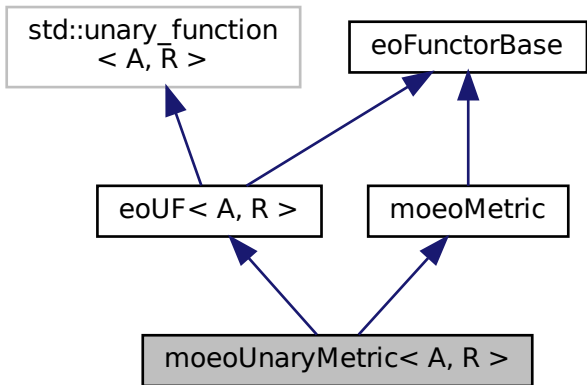 std::unary_function
< A, R >
eoFunctorBase
eoUF< A, R >
moeoMetric
moeoUnaryMetric< A, R >